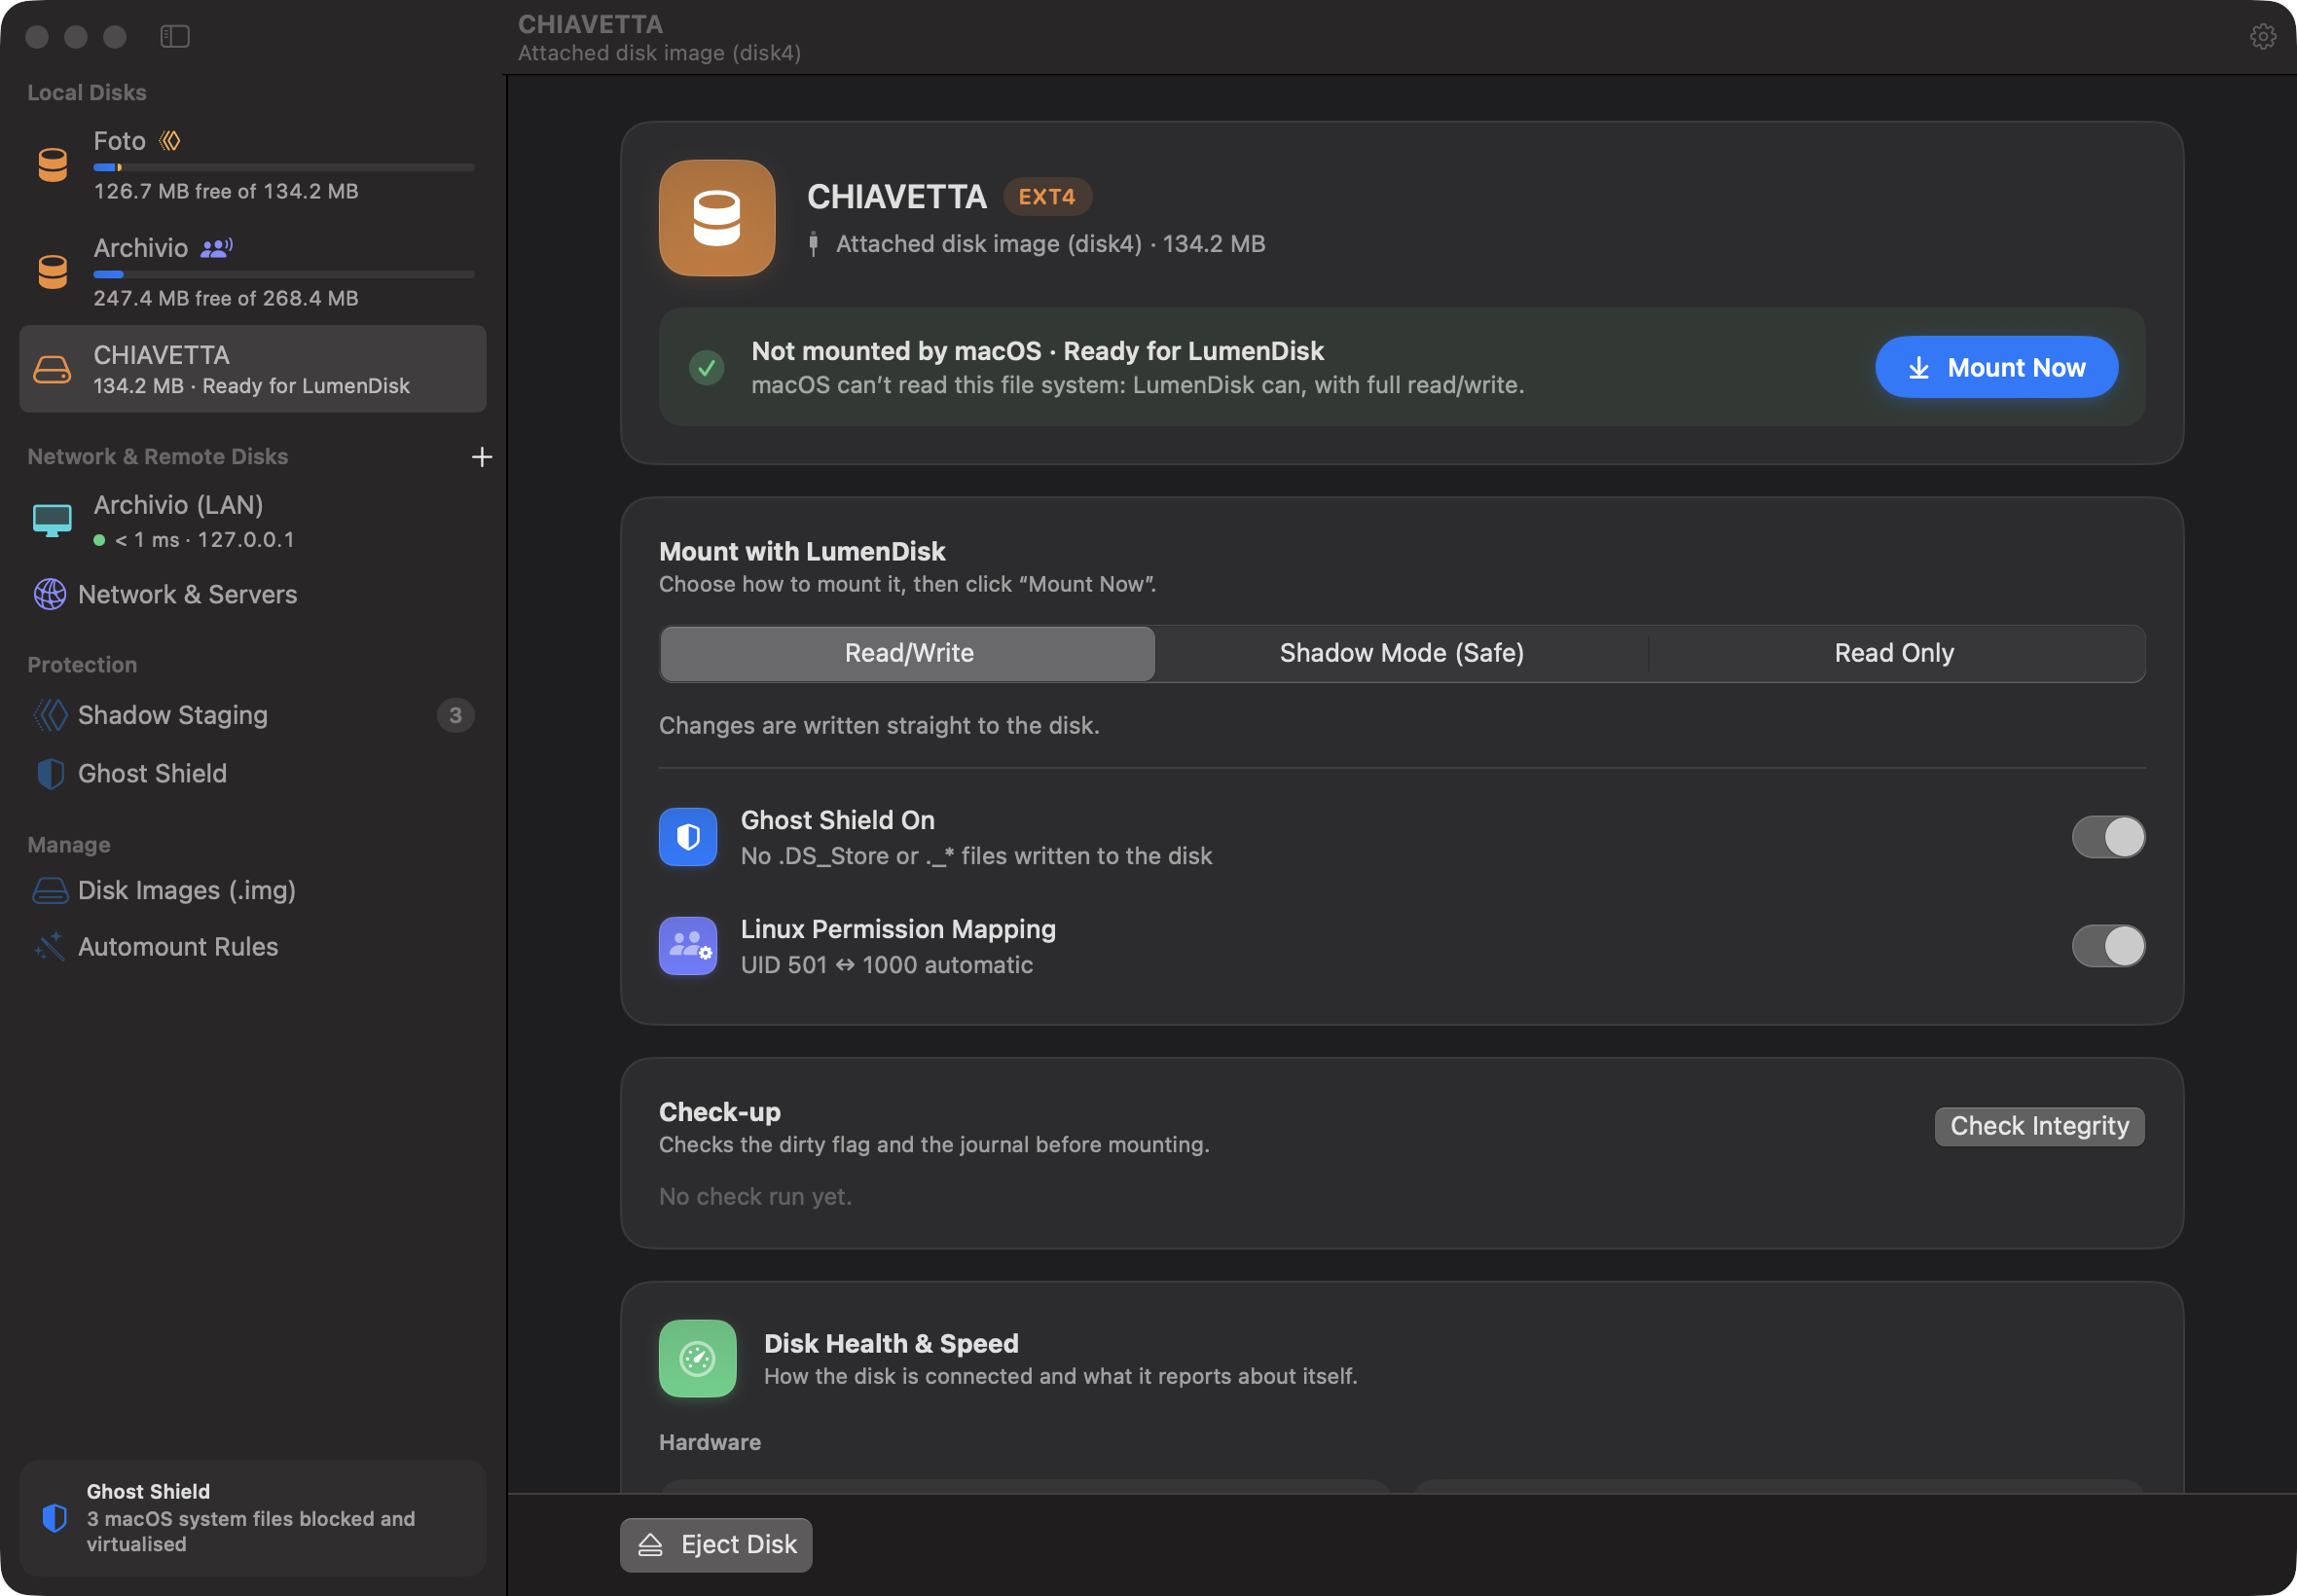 CHIAVETTA
Attached disk image (disk4)
Local Disks
Foto
126.7 MB free of 134.2 MB
Archivio
247.4 MB free of 268.4 MB
CHIAVETTA
134.2 MB · Ready for LumenDisk
Network & Remote Disks
Archivio (LAN)
< 1 ms · 127.0.0.1
Network & Servers
Protection
Shadow Staging
3
Ghost Shield
Manage
Disk Images (.img)
Automount Rules
Ghost Shield
3 macOS system files blocked and
virtualised
CHIAVETTA EXT4
Attached disk image (disk4) · 134.2 MB
Not mounted by macOS · Ready for LumenDisk
macOS can’t read this file system: LumenDisk can, with full read/write.
Mount Now
Mount with LumenDisk
Choose how to mount it, then click “Mount Now”.
Read/Write
Shadow Mode (Safe)
Read Only
Changes are written straight to the disk.
Ghost Shield On
No .DS_Store or ._* files written to the disk
Linux Permission Mapping
UID 501 ↔ 1000 automatic
Check-up
Checks the dirty flag and the journal before mounting.
Check Integrity
No check run yet.
Disk Health & Speed
How the disk is connected and what it reports about itself.
Hardware
Eject Disk